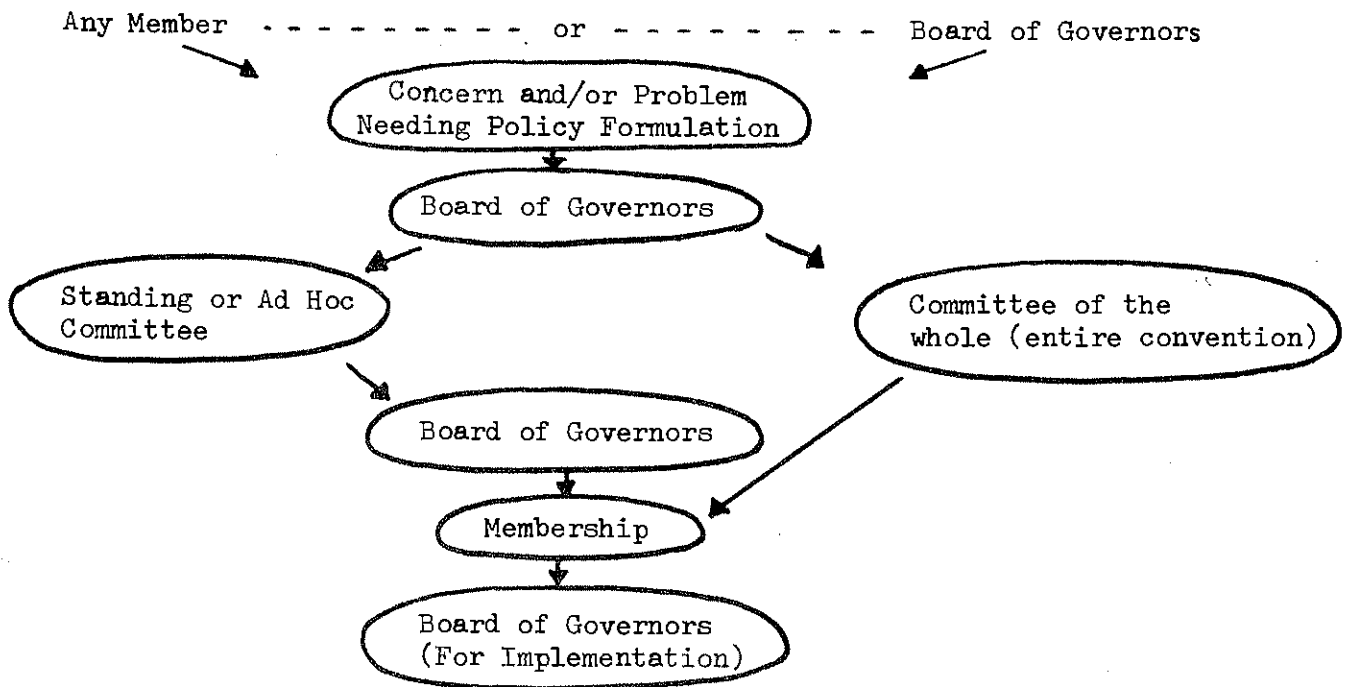 Any Member - - - - - - - - - or - - - - - - - - - Board of Governors
Concern and/or Problem
Needing Policy Formulation
Board of Governors
Standing or Ad Hoc
Committee
Committee of the
whole (entire convention)
Board of Governors
Membership
Board of Governors
(For Implementation)